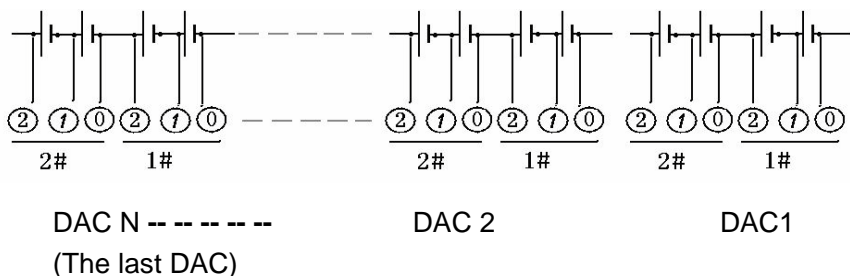 2 1 0 2 1 0 2 1 0 2 1 0 2 1 0 2 1 0
2# 1# 2# 1# 2# 1#
DAC N -- -- -- -- -- DAC 2 DAC1
(The last DAC)